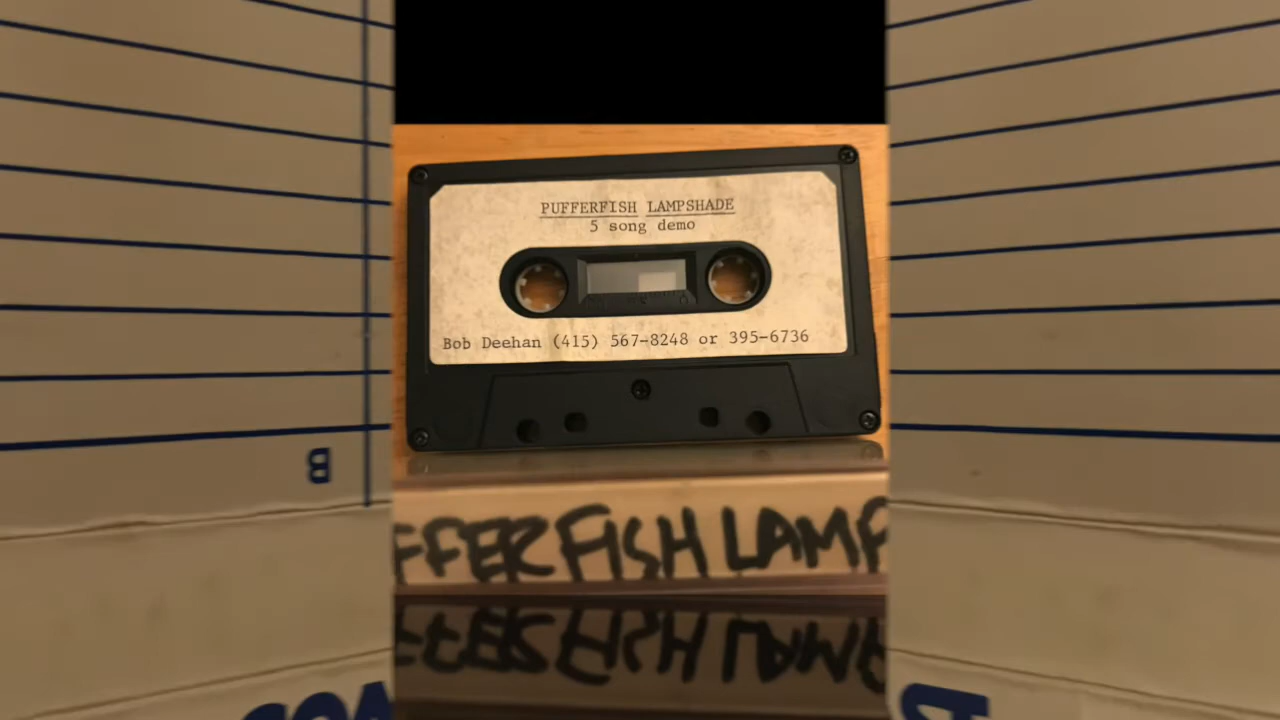 PUFFERFISH LAMPSHADE
5 song demo
Bob Deehan (415) 567-8248 or 395-6736
FFERFISH LAMP
B